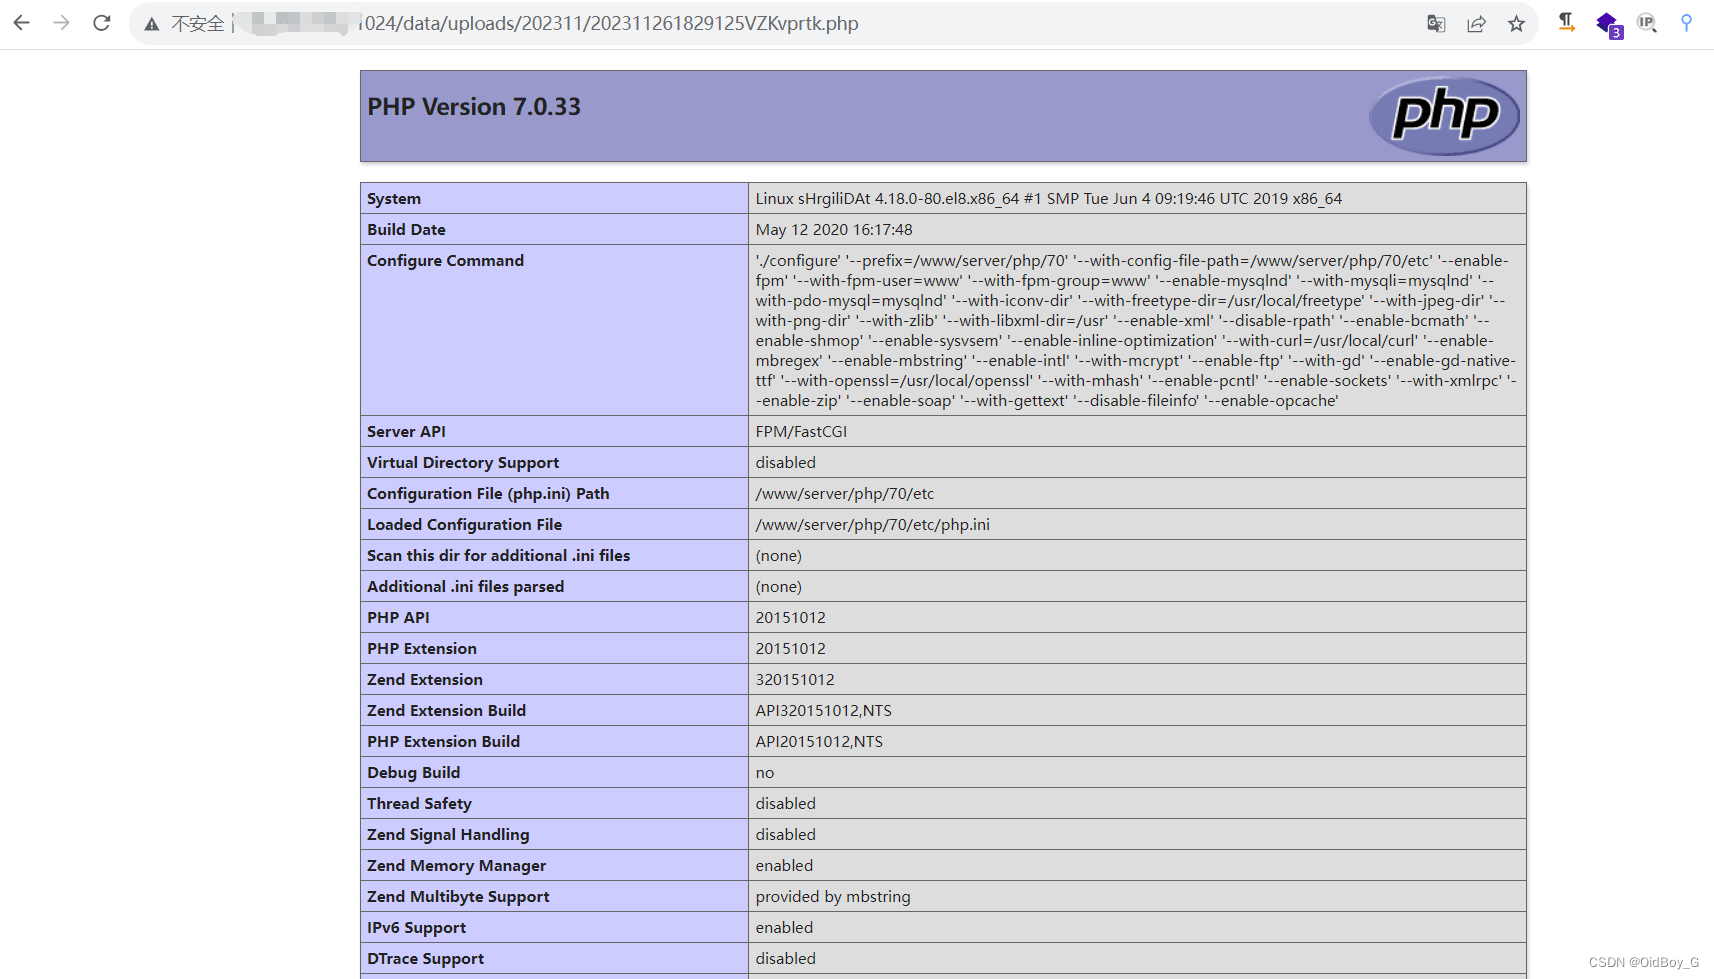 不安全 | 1024/data/uploads/202311/202311261829125VZKvprtk.php
3
IP
PHP Version 7.0.33
php
System Linux sHrgiliDAt 4.18.0-80.el8.x86_64 #1 SMP Tue Jun 4 09:19:46 UTC 2019 x86_64
Build Date May 12 2020 16:17:48
Configure Command './configure' '--prefix=/www/server/php/70' '--with-config-file-path=/www/server/php/70/etc' '--enable-
fpm' '--with-fpm-user=www' '--with-fpm-group=www' '--enable-mysqlnd' '--with-mysqli=mysqlnd' '--
with-pdo-mysql=mysqlnd' '--with-iconv-dir' '--with-freetype-dir=/usr/local/freetype' '--with-jpeg-dir' '--
with-png-dir' '--with-zlib' '--with-libxml-dir=/usr' '--enable-xml' '--disable-rpath' '--enable-bcmath' '--
enable-shmop' '--enable-sysvsem' '--enable-inline-optimization' '--with-curl=/usr/local/curl' '--enable-
mbregex' '--enable-mbstring' '--enable-intl' '--with-mcrypt' '--enable-ftp' '--with-gd' '--enable-gd-native-
ttf' '--with-openssl=/usr/local/openssl' '--with-mhash' '--enable-pcntl' '--enable-sockets' '--with-xmlrpc' '-
-enable-zip' '--enable-soap' '--with-gettext' '--disable-fileinfo' '--enable-opcache'
Server API FPM/FastCGI
Virtual Directory Support disabled
Configuration File (php.ini) Path /www/server/php/70/etc
Loaded Configuration File /www/server/php/70/etc/php.ini
Scan this dir for additional .ini files (none)
Additional .ini files parsed (none)
PHP API 20151012
PHP Extension 20151012
Zend Extension 320151012
Zend Extension Build API320151012,NTS
PHP Extension Build API20151012,NTS
Debug Build no
Thread Safety disabled
Zend Signal Handling disabled
Zend Memory Manager enabled
Zend Multibyte Support provided by mbstring
IPv6 Support enabled
DTrace Support disabled
CSDN @OidBoy_G